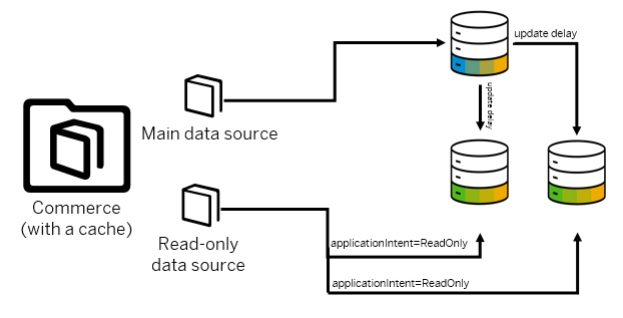 update delay
update delay
Main data source
Commerce
(with a cache)
Read-only
data source
applicationIntent=ReadOnly
applicationIntent=ReadOnly